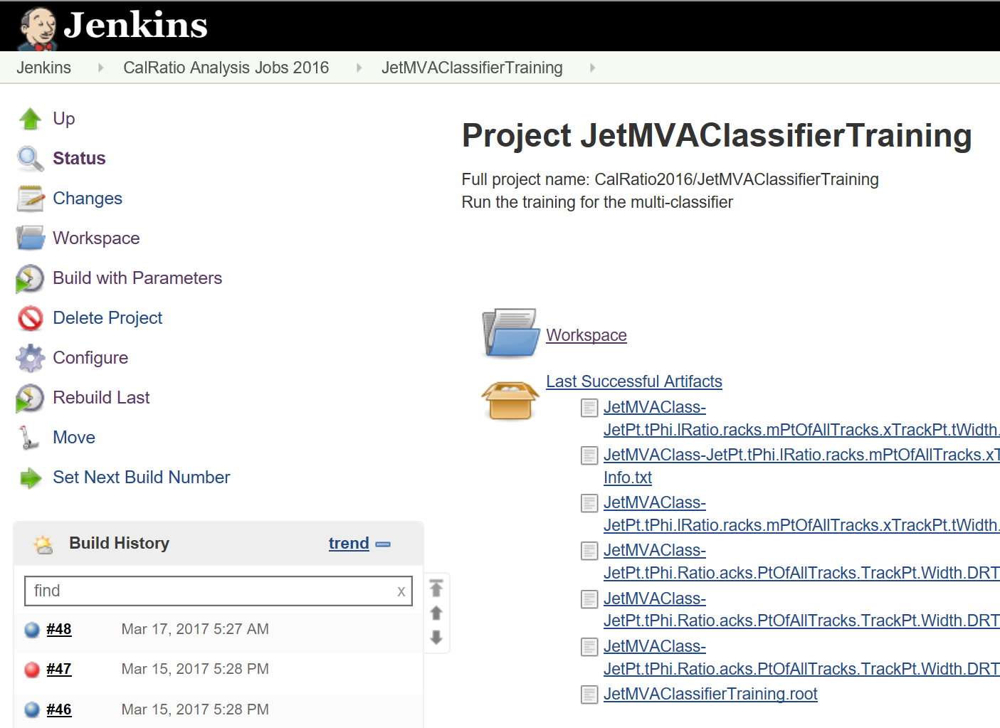 Jenkins
Jenkins
CalRatio Analysis Jobs 2016
JetMVAClassifierTraining
Up
Status
Changes
Workspace
Build with Parameters
Delete Project
Configure
Rebuild Last
Move
Set Next Build Number
Build History
trend
find
x
#48 Mar 17, 2017 5:27 AM
#47 Mar 15, 2017 5:28 PM
#46 Mar 15, 2017 5:28 PM
Project JetMVAClassifierTraining
Full project name: CalRatio2016/JetMVAClassifierTraining
Run the training for the multi-classifier
Workspace
Last Successful Artifacts
JetMVAClass-
JetPt.tPhi.lRatio.racks.mPtOfAllTracks.xTrackPt.tWidth.
JetMVAClass-JetPt.tPhi.lRatio.racks.mPtOfAllTracks.xT
Info.txt
JetMVAClass-
JetPt.tPhi.lRatio.racks.mPtOfAllTracks.xTrackPt.tWidth.
JetMVAClass-
JetPt.tPhi.Ratio.acks.PtOfAllTracks.TrackPt.Width.DRT
JetMVAClass-
JetPt.tPhi.Ratio.acks.PtOfAllTracks.TrackPt.Width.DRT
JetMVAClass-
JetPt.tPhi.Ratio.acks.PtOfAllTracks.TrackPt.Width.DRT
JetMVAClassifierTraining.root